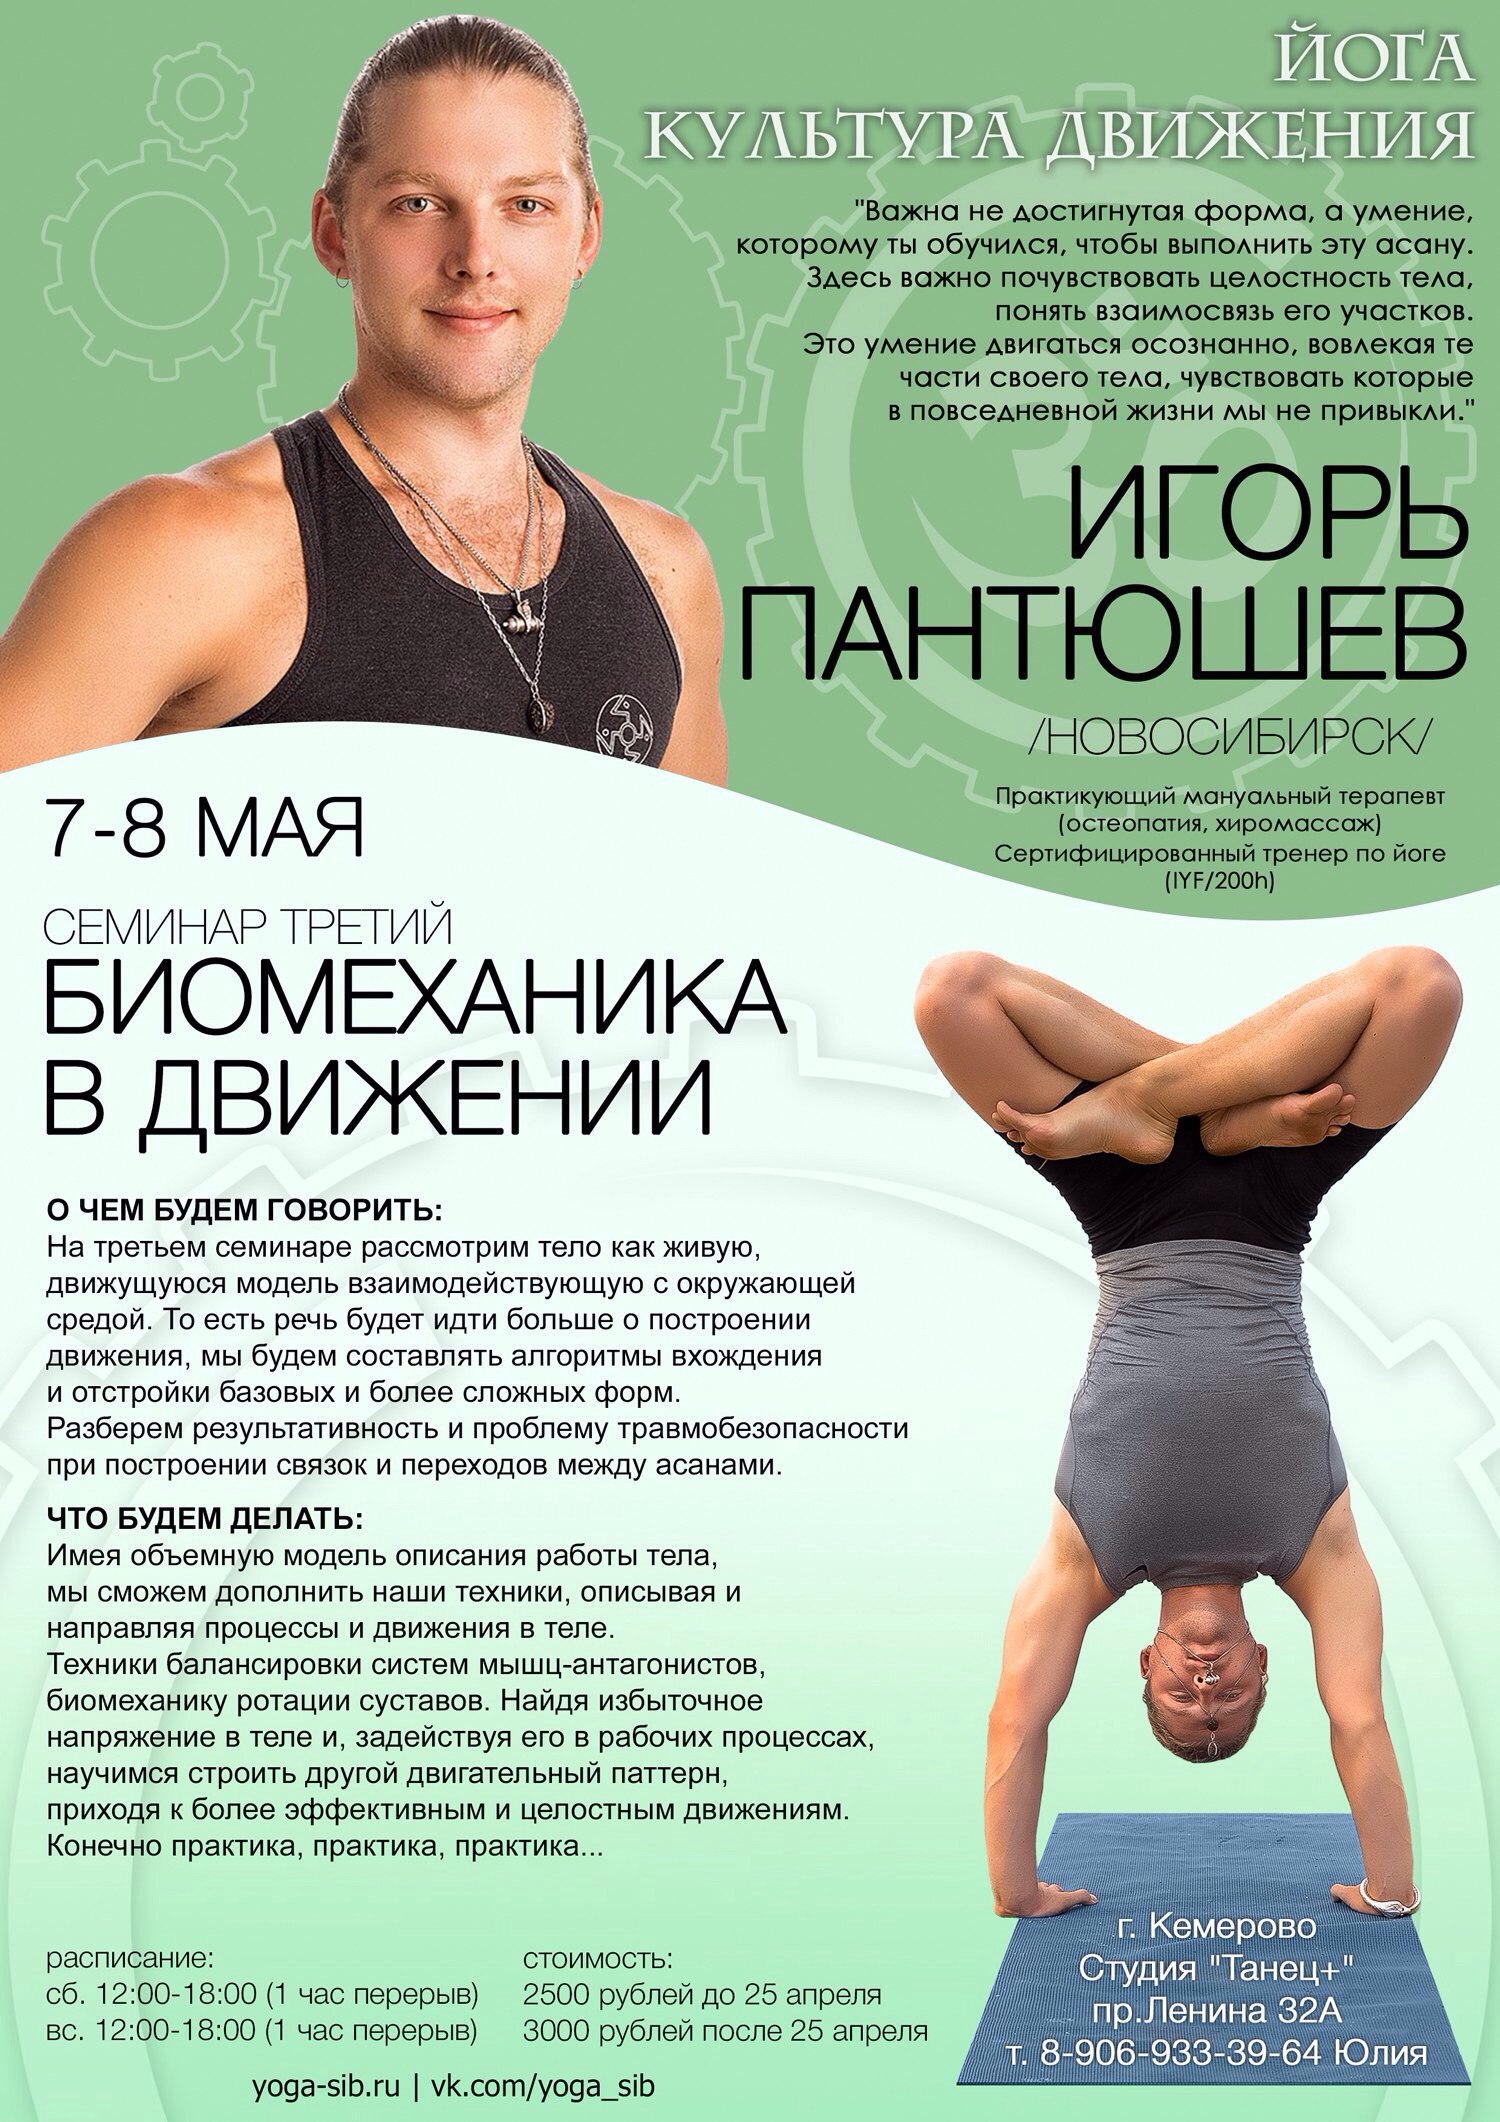 ЙОГА
КУЛЬТУРА ДВИЖЕНИЯ
"Важна не достигнутая форма, а умение,
которому ты обучился, чтобы выполнить эту асану.
Здесь важно почувствовать целостность тела,
понять взаимосвязь его участков.
Это умение двигаться осознанно, вовлекая те
части своего тела, чувствовать которые
в повседневной жизни мы не привыкли."
ИГОРЬ
ПАНТЮШЕВ
/НОВОСИБИРСК/
Практикующий мануальный терапевт
(остеопатия, хиромассаж)
Сертифицированный тренер по йоге
(IYF/200h)
7-8 МАЯ
СЕМИНАР ТРЕТИЙ
БИОМЕХАНИКА
В ДВИЖЕНИИ
О ЧЕМ БУДЕМ ГОВОРИТЬ:
На третьем семинаре рассмотрим тело как живую,
движущуюся модель взаимодействующую с окружающей
средой. То есть речь будет идти больше о построении
движения, мы будем составлять алгоритмы вхождения
и отстройки базовых и более сложных форм.
Разберем результативность и проблему травмобезопасности
при построении связок и переходов между асанами.
ЧТО БУДЕМ ДЕЛАТЬ:
Имея объемную модель описания работы тела,
мы сможем дополнить наши техники, описывая и
направляя процессы и движения в теле.
Техники балансировки систем мышц-антагонистов,
биомеханику ротации суставов. Найдя избыточное
напряжение в теле и, задействуя его в рабочих процессах,
научимся строить другой двигательный паттерн,
приходя к более эффективным и целостным движениям.
Конечно практика, практика, практика...
расписание:
сб. 12:00-18:00 (1 час перерыв)
вс. 12:00-18:00 (1 час перерыв)
стоимость:
2500 рублей до 25 апреля
3000 рублей после 25 апреля
yoga-sib.ru | vk.com/yoga_sib
г. Кемерово
Студия "Танец+"
пр.Ленина 32А
т. 8-906-933-39-64 Юлия